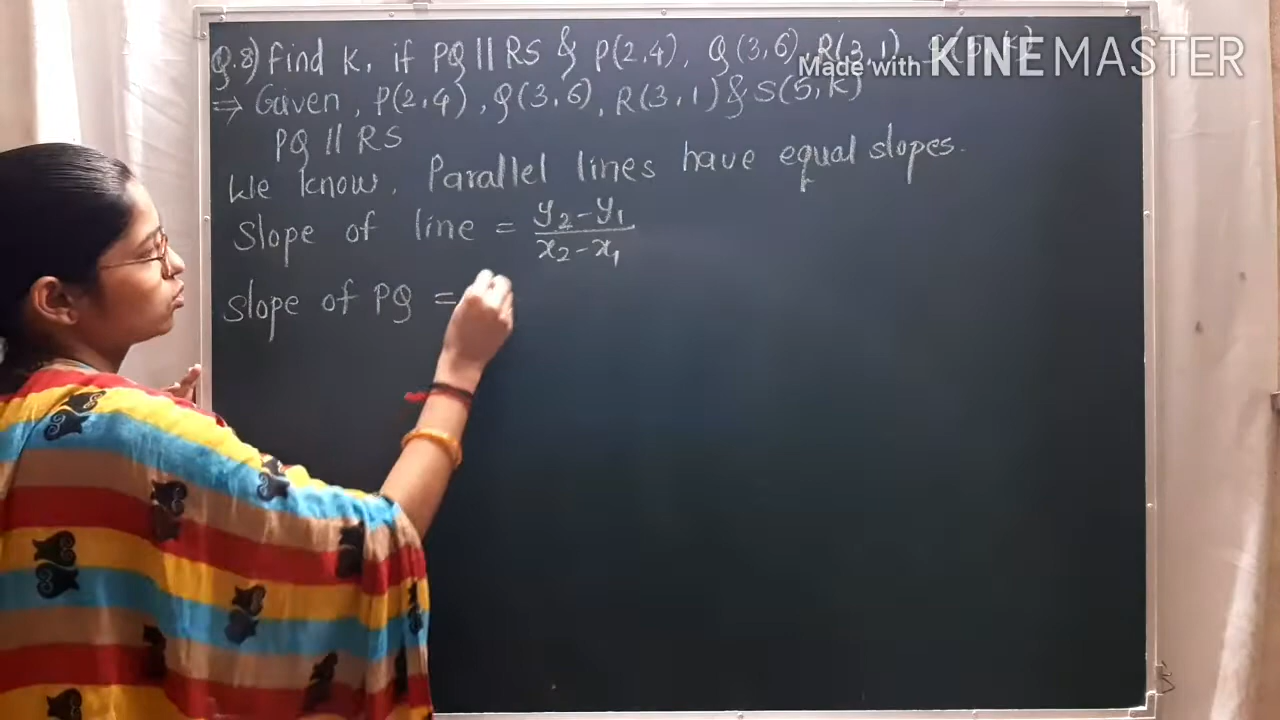 Q.8) find k, if PQ || RS & P(2,4), Q(3,6), R(3,1), S(5,k)
Made with KINEMASTER
⇒ Given, P(2,4), Q(3,6), R(3,1) & S(5,k)
PQ || RS
We know, Parallel lines have equal slopes.
Slope of line = y₂-y₁ / x₂-x₁
Slope of PQ =